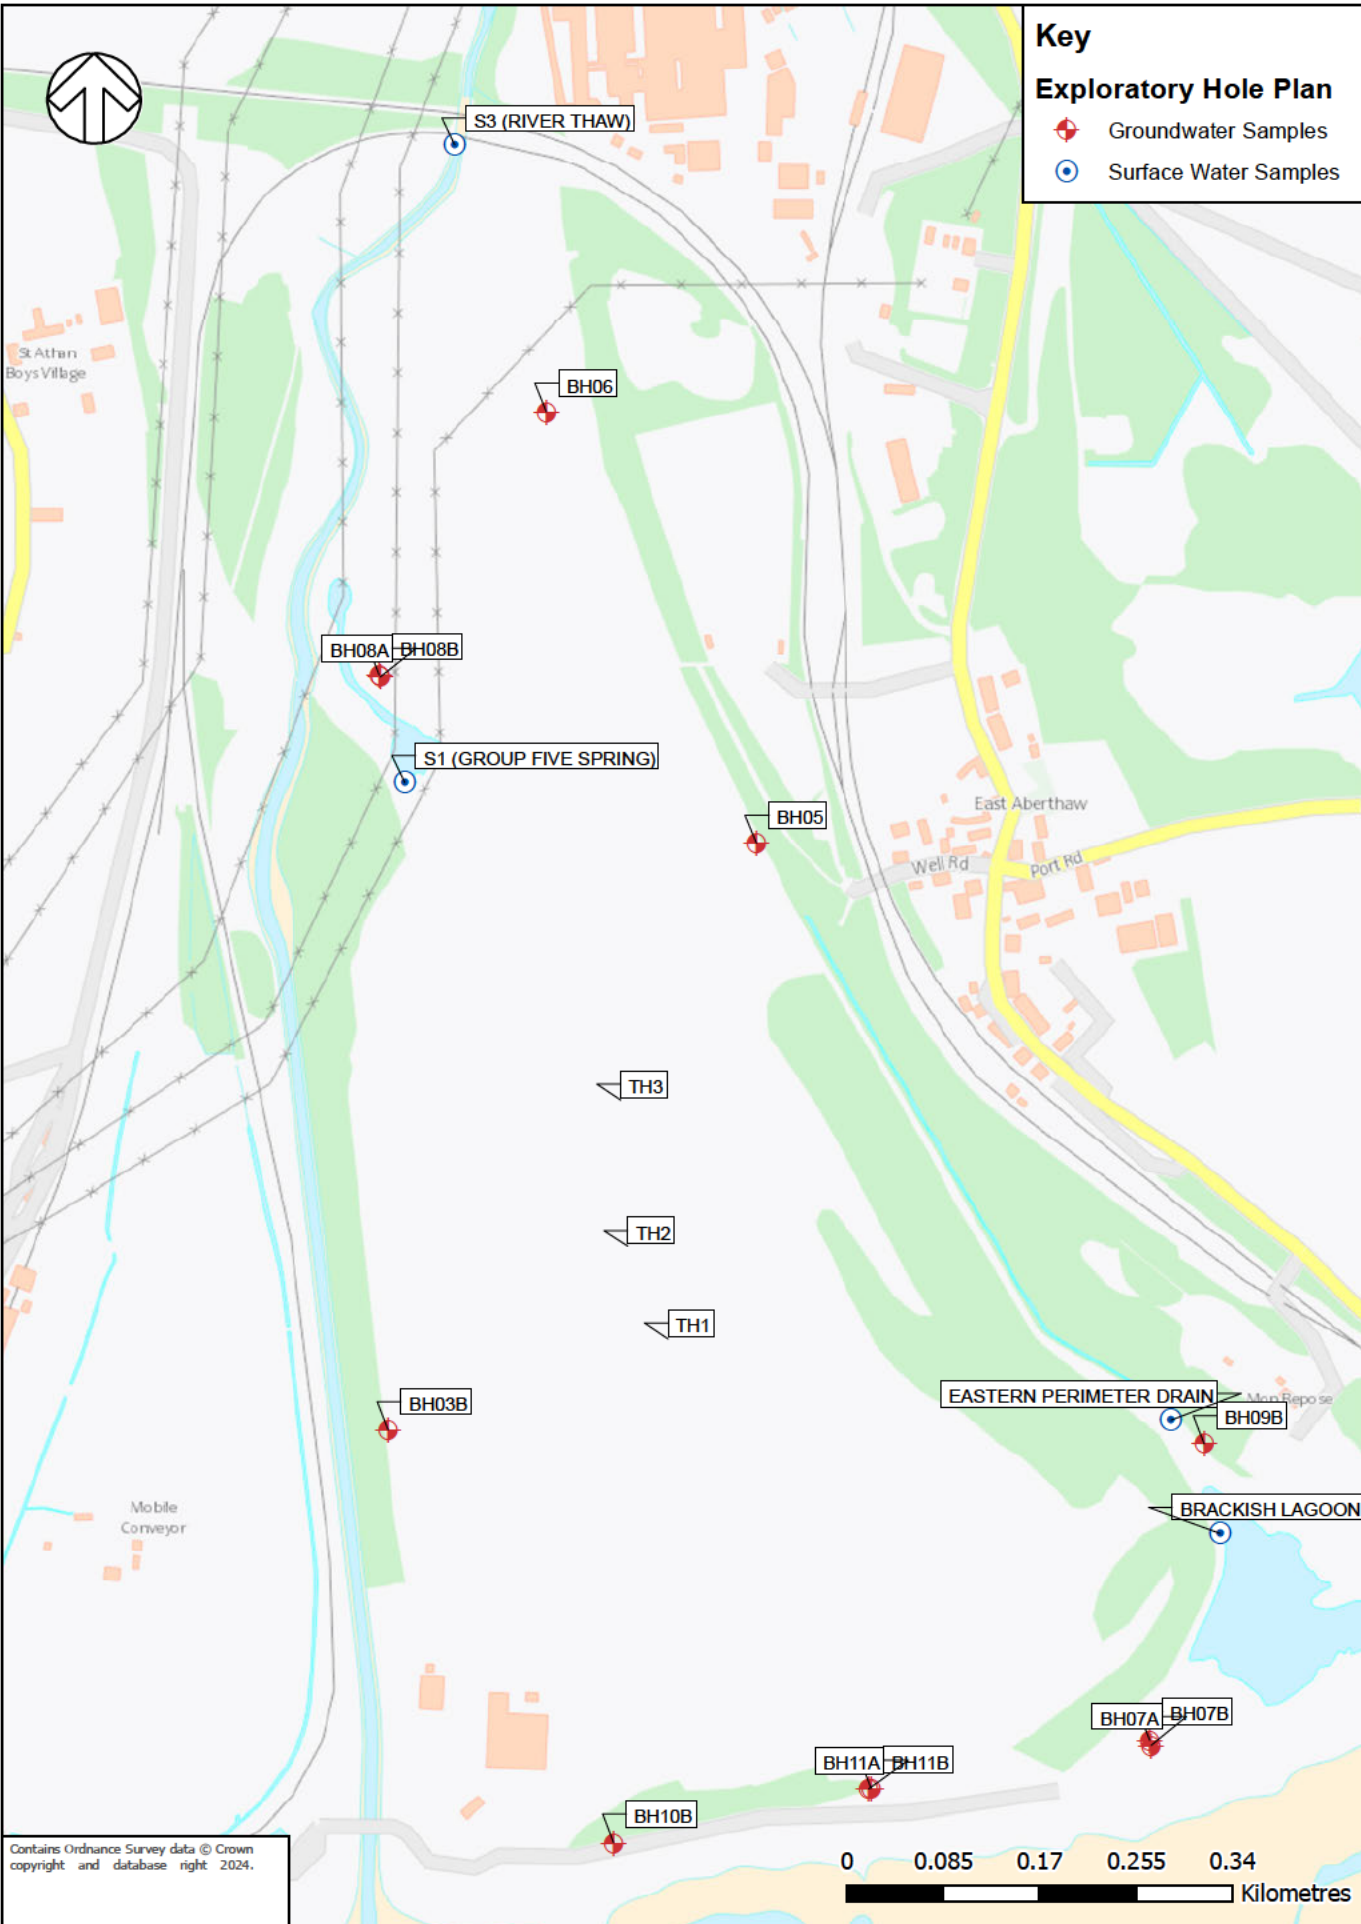 Key
Exploratory Hole Plan
Groundwater Samples
Surface Water Samples
S3 (RIVER THAW)
St Athan
Boys Village
BH06
BH08A
BH08B
S1 (GROUP FIVE SPRING)
East Aberthaw
BH05
Well Rd
Port Rd
TH3
TH2
TH1
EASTERN PERIMETER DRAIN
Mon Repose
BH03B
BH09B
Mobile
Conveyor
BRACKISH LAGOON
BH07A
BH07B
BH11A
BH11B
BH10B
Contains Ordnance Survey data © Crown
copyright and database right 2024.
0 0.085 0.17 0.255 0.34
Kilometres